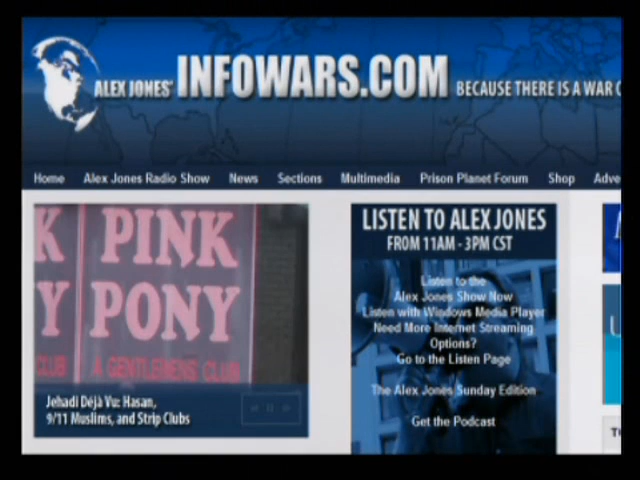 ALEX JONES' INFOWARS.COM BECAUSE THERE IS A WAR
Home Alex Jones Radio Show News Sections Multimedia Prison Planet Forum Shop Adve
K PINK
Y PONY
CLUB A GENTLEMENS CLUB
Jehadi Déjà Vu: Hasan,
9/11 Muslims, and Strip Clubs
LISTEN TO ALEX JONES
FROM 11AM - 3PM CST
Listen to the
Alex Jones Show Now
Listen with Windows Media Player
Need More Internet Streaming
Options?
Go to the Listen Page
The Alex Jones Sunday Edition
Get the Podcast